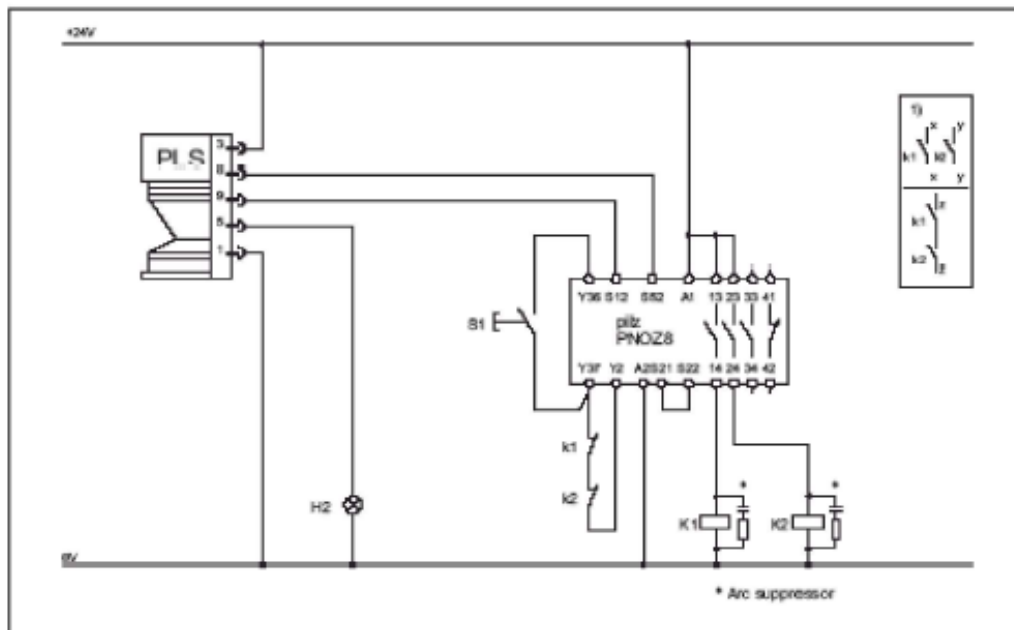 +24V
1)
x y
k1 k2
x y
z
k1
k2
z
PLS
3
8
9
5
1
Y36 S12 S52 A1 13 23 33 41
pilz
PNOZ8
S1
Y37 Y2 A2 S21 S22 14 24 34 42
k1
k2
H2
* *
K1 K2
0V
* Arc suppressor